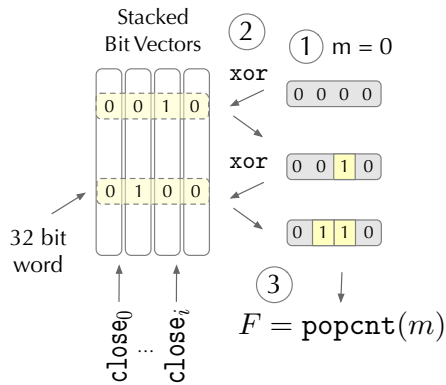 Stacked
Bit Vectors
② ① m = 0
xor
0 0 1 0
0 0 0 0
xor
0 0 1 0
0 1 0 0
0 1 1 0
32 bit
word
③
F = popcnt(m)
close₀ ... closeᵢ